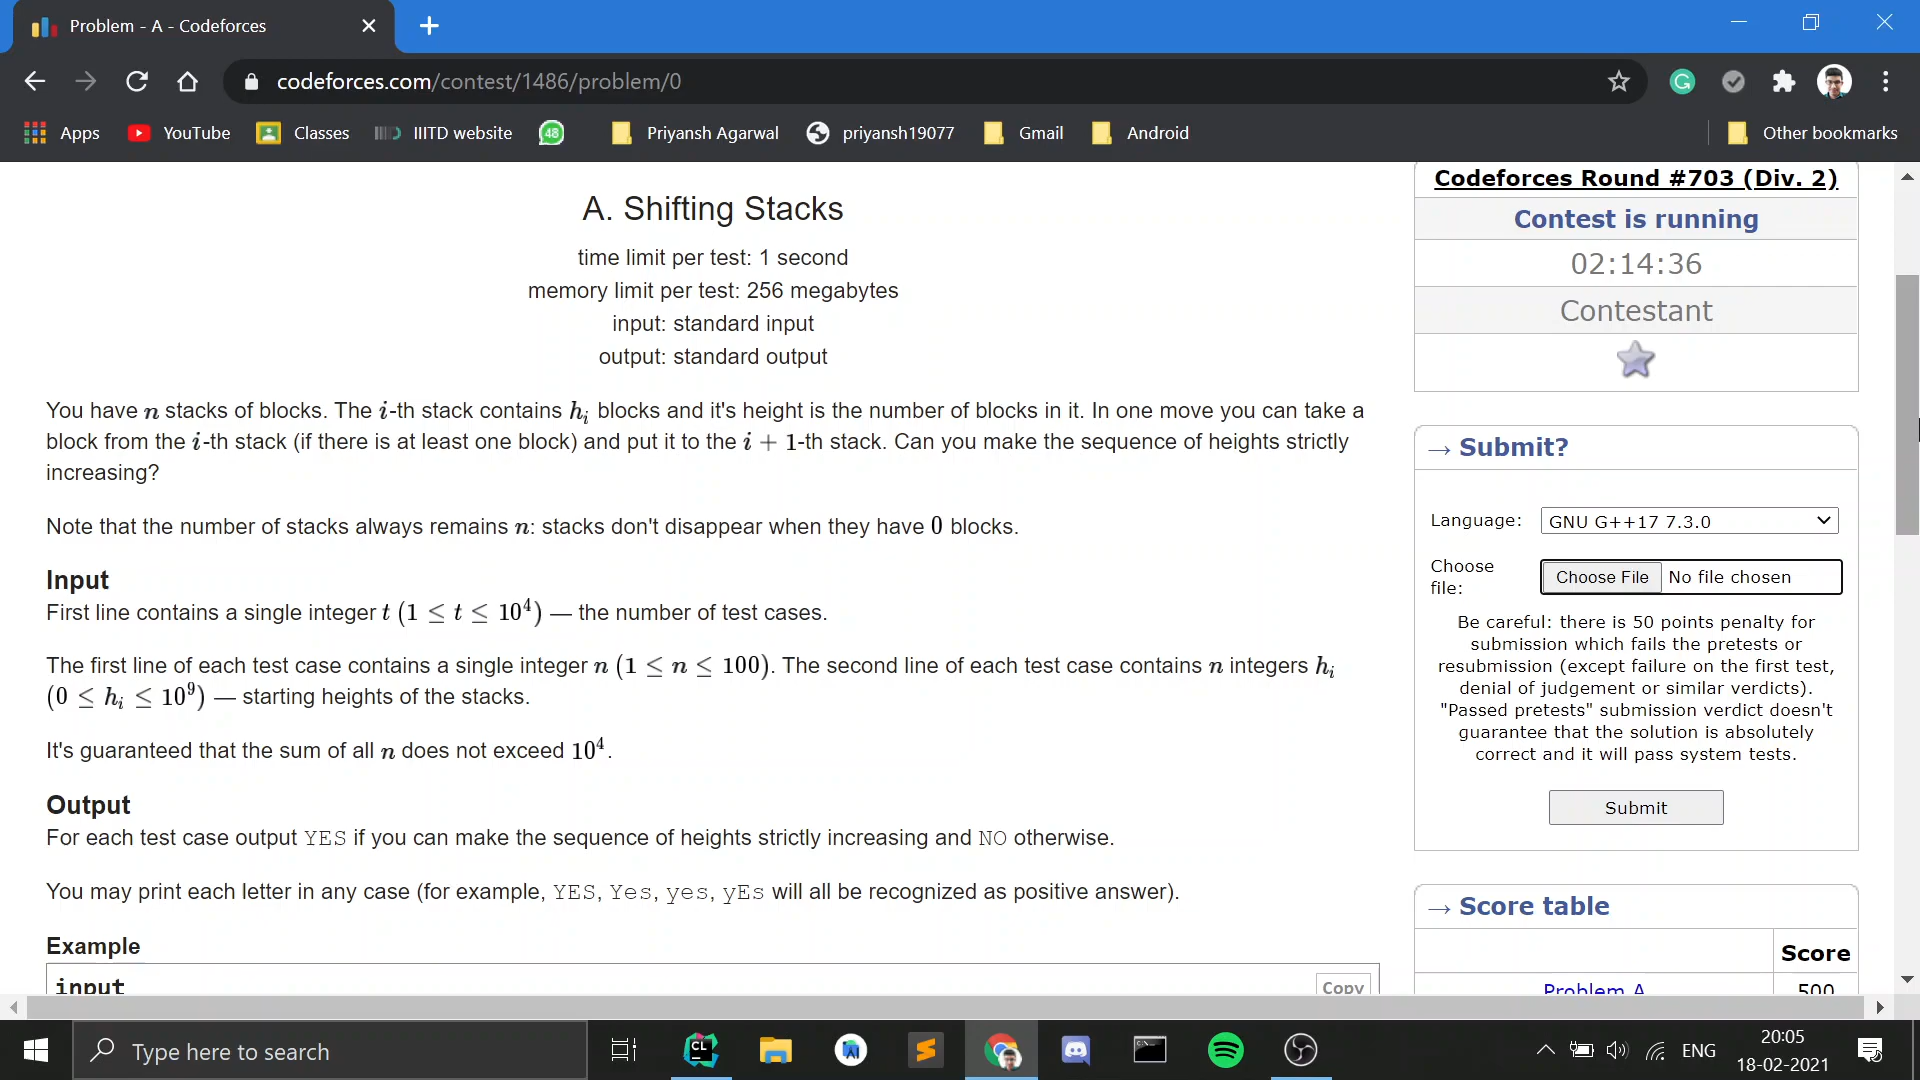 Problem - A - Codeforces
codeforces.com/contest/1486/problem/0
Apps YouTube Classes IIITD website 48 Priyansh Agarwal priyansh19077 Gmail Android Other bookmarks
A. Shifting Stacks
time limit per test: 1 second
memory limit per test: 256 megabytes
input: standard input
output: standard output
You have n stacks of blocks. The i-th stack contains h_i blocks and it's height is the number of blocks in it. In one move you can take a
block from the i-th stack (if there is at least one block) and put it to the i + 1-th stack. Can you make the sequence of heights strictly
increasing?
Note that the number of stacks always remains n: stacks don't disappear when they have 0 blocks.
Input
First line contains a single integer t (1 ≤ t ≤ 10^4) — the number of test cases.
The first line of each test case contains a single integer n (1 ≤ n ≤ 100). The second line of each test case contains n integers h_i
(0 ≤ h_i ≤ 10^9) — starting heights of the stacks.
It's guaranteed that the sum of all n does not exceed 10^4.
Output
For each test case output YES if you can make the sequence of heights strictly increasing and NO otherwise.
You may print each letter in any case (for example, YES, Yes, yes, yEs will all be recognized as positive answer).
Example
input
Copy
Codeforces Round #703 (Div. 2)
Contest is running
02:14:36
Contestant
→ Submit?
Language: GNU G++17 7.3.0
Choose
file:
Choose File No file chosen
Be careful: there is 50 points penalty for
submission which fails the pretests or
resubmission (except failure on the first test,
denial of judgement or similar verdicts).
"Passed pretests" submission verdict doesn't
guarantee that the solution is absolutely
correct and it will pass system tests.
Submit
→ Score table
Score
Problem A 500
Type here to search
CL
ENG
20:05
18-02-2021